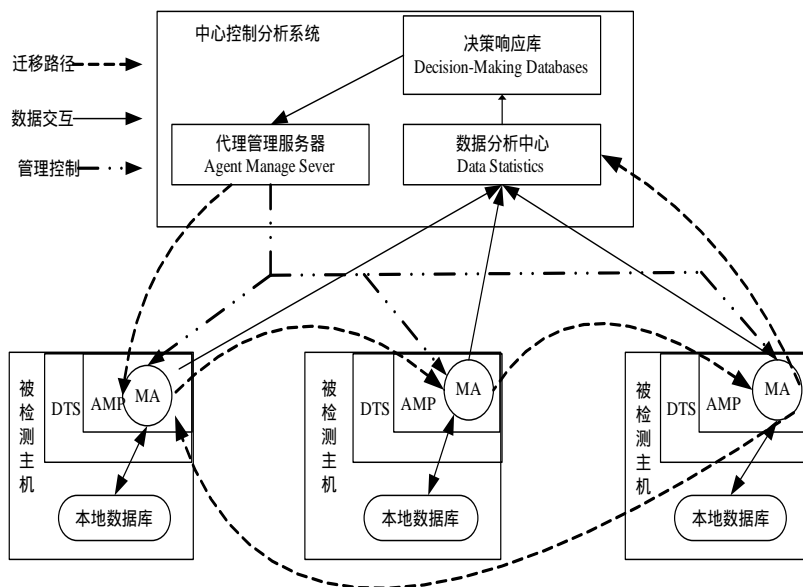 中心控制分析系统
决策响应库
Decision-Making Databases
迁移路径
数据交互
管理控制
代理管理服务器
Agent Manage Sever
数据分析中心
Data Statistics
被检测主机
DTS
AMP
MA
本地数据库
被检测主机
DTS
AMP
MA
本地数据库
被检测主机
DTS
AMP
MA
本地数据库